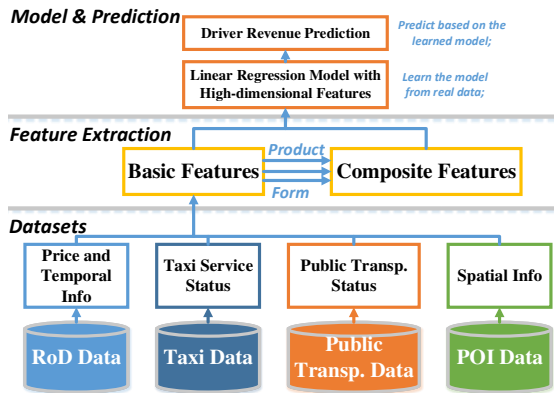 Model & Prediction
Driver Revenue Prediction
Predict based on the
learned model;
Linear Regression Model with
High-dimensional Features
Learn the model
from real data;
Feature Extraction
Product
Basic Features
Composite Features
Form
Datasets
Price and
Temporal
Info
Taxi Service
Status
Public Transp.
Status
Spatial Info
RoD Data
Taxi Data
Public
Transp. Data
POI Data